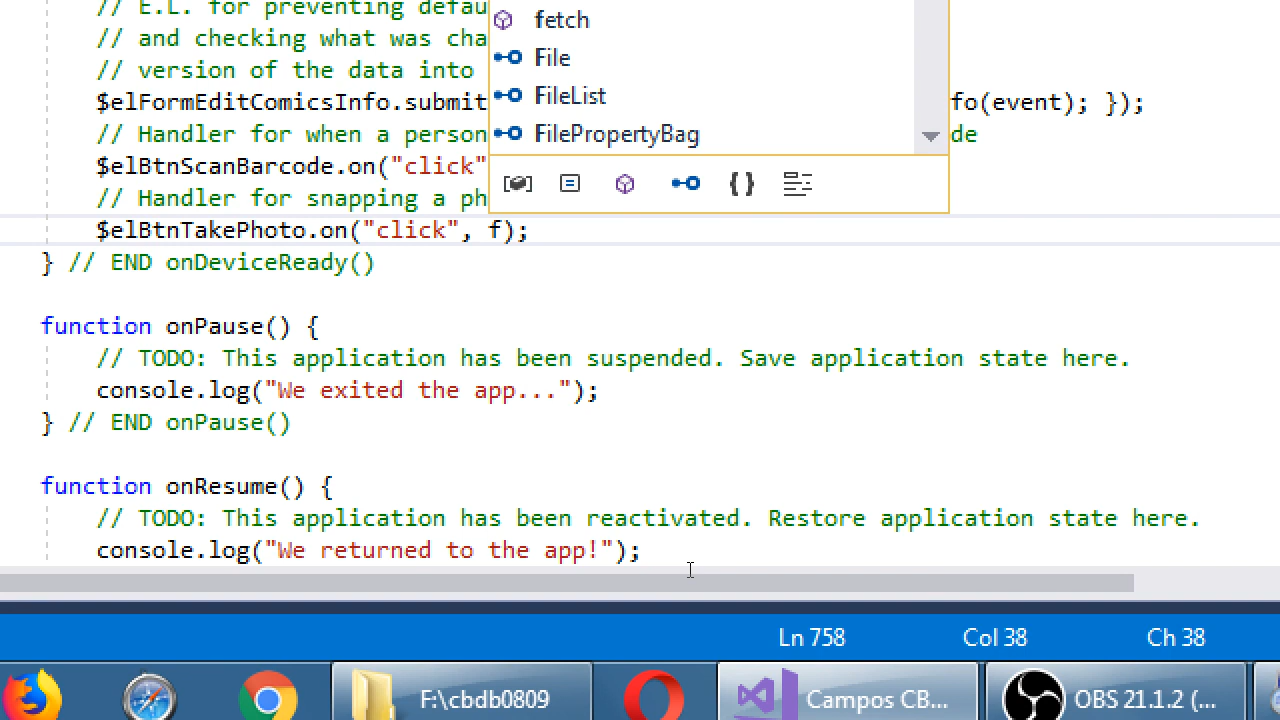 // E.L. for preventing defau
fetch
// and checking what was cha
File
// version of the data into
FileList
$elFormEditComicsInfo.submit fo(event); });
// Handler for when a person de
FilePropertyBag
$elBtnScanBarcode.on("click"
// Handler for snapping a ph
$elBtnTakePhoto.on("click", f);
} // END onDeviceReady()
function onPause() {
// TODO: This application has been suspended. Save application state here.
console.log("We exited the app...");
} // END onPause()
function onResume() {
// TODO: This application has been reactivated. Restore application state here.
console.log("We returned to the app!");
Ln 758 Col 38 Ch 38
F:\cbdb0809 Campos CB... OBS 21.1.2 (...